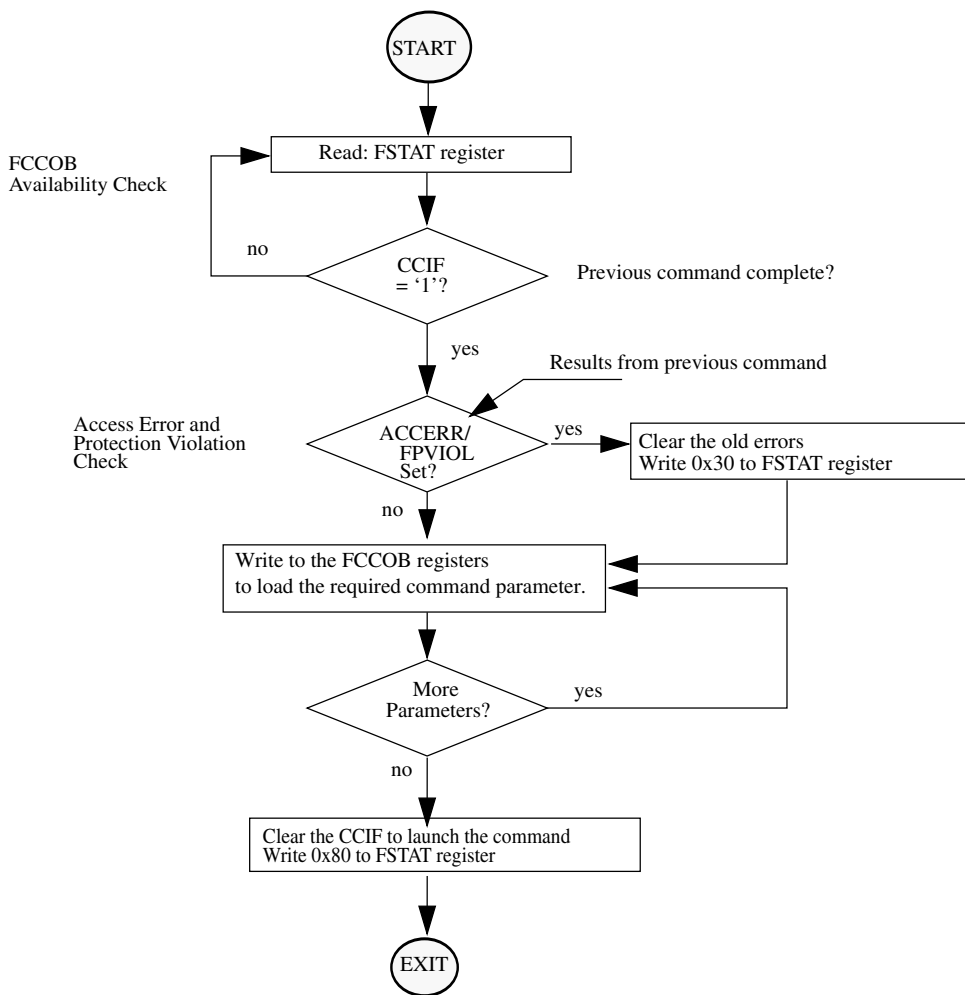 START
Read: FSTAT register
FCCOB
Availability Check
no
CCIF
= ‘1’?
Previous command complete?
yes
Results from previous command
Access Error and
Protection Violation
Check
ACCERR/
FPVIOL
Set?
yes
Clear the old errors
Write 0x30 to FSTAT register
no
Write to the FCCOB registers
to load the required command parameter.
More
Parameters?
yes
no
Clear the CCIF to launch the command
Write 0x80 to FSTAT register
EXIT